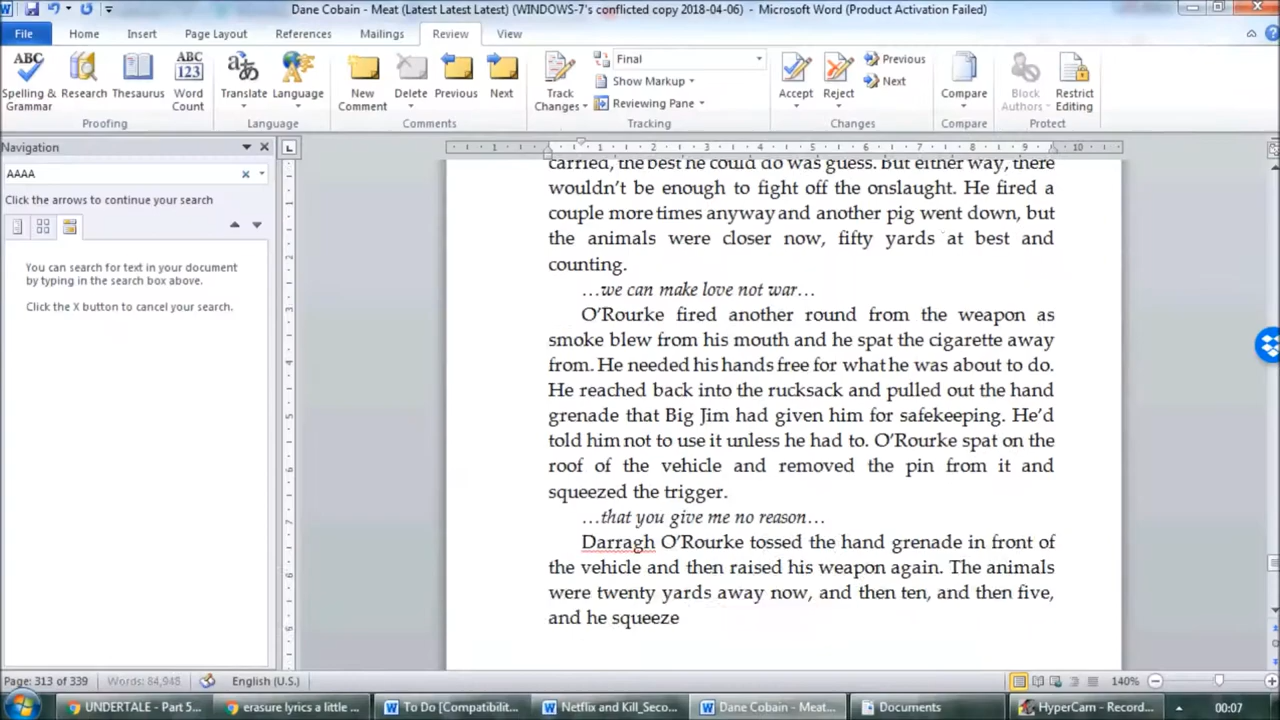 Dane Cobain - Meat (Latest Latest Latest) (WINDOWS-7's conflicted copy 2018-04-06) - Microsoft Word (Product Activation Failed)
File Home Insert Page Layout References Mailings Review View
Spelling & Grammar Research Thesaurus Word Count Translate Language New Comment Delete Previous Next Track Changes Final Show Markup Reviewing Pane Accept Reject Previous Next Compare Block Authors Restrict Editing
Proofing Language Comments Tracking Changes Compare Protect
Navigation
AAAA
Click the arrows to continue your search
You can search for text in your document
by typing in the search box above.
Click the X button to cancel your search.
carried, the best he could do was guess. But either way, there
wouldn't be enough to fight off the onslaught. He fired a
couple more times anyway and another pig went down, but
the animals were closer now, fifty yards at best and
counting.
…we can make love not war…
O'Rourke fired another round from the weapon as
smoke blew from his mouth and he spat the cigarette away
from. He needed his hands free for what he was about to do.
He reached back into the rucksack and pulled out the hand
grenade that Big Jim had given him for safekeeping. He'd
told him not to use it unless he had to. O'Rourke spat on the
roof of the vehicle and removed the pin from it and
squeezed the trigger.
…that you give me no reason…
Darragh O'Rourke tossed the hand grenade in front of
the vehicle and then raised his weapon again. The animals
were twenty yards away now, and then ten, and then five,
and he squeeze
Page: 313 of 339 Words: 84,948 English (U.S.) 140%
UNDERTALE - Part 5... erasure lyrics a little ... To Do [Compatibilit... Netflix and Kill_Seco... Dane Cobain - Meat... Documents HyperCam - Record... 00:07